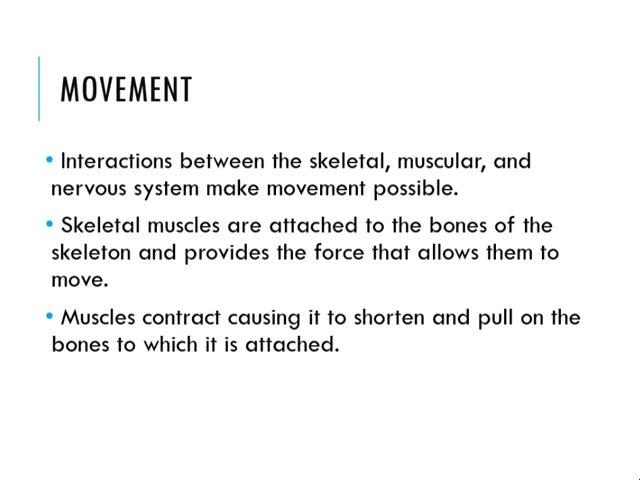 MOVEMENT
• Interactions between the skeletal, muscular, and
nervous system make movement possible.
• Skeletal muscles are attached to the bones of the
skeleton and provides the force that allows them to
move.
• Muscles contract causing it to shorten and pull on the
bones to which it is attached.